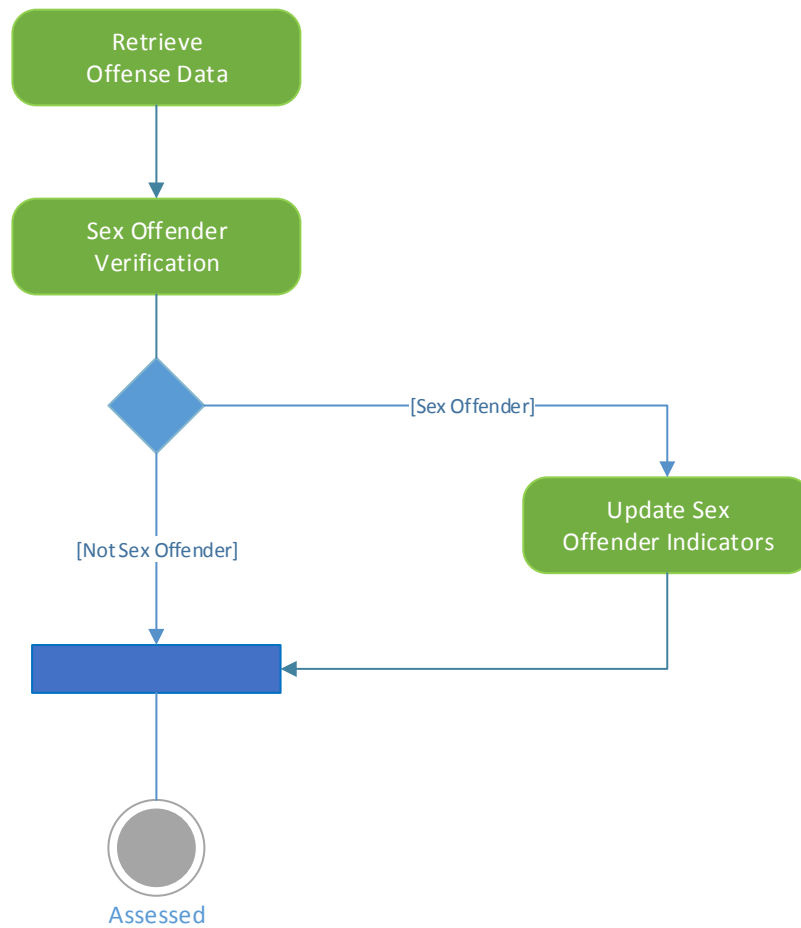 Retrieve
Offense Data
Sex Offender
Verification
[Sex Offender]
Update Sex
Offender Indicators
[Not Sex Offender]
Assessed